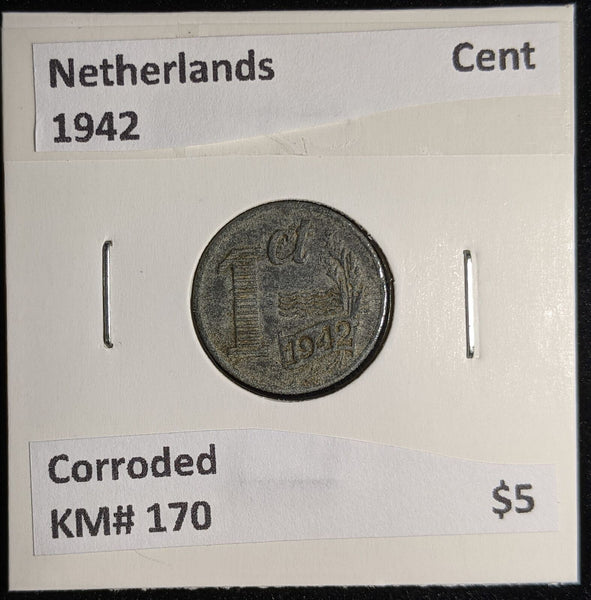 Netherlands Cent
1942
1 ct
1942
Corroded
KM# 170 $5